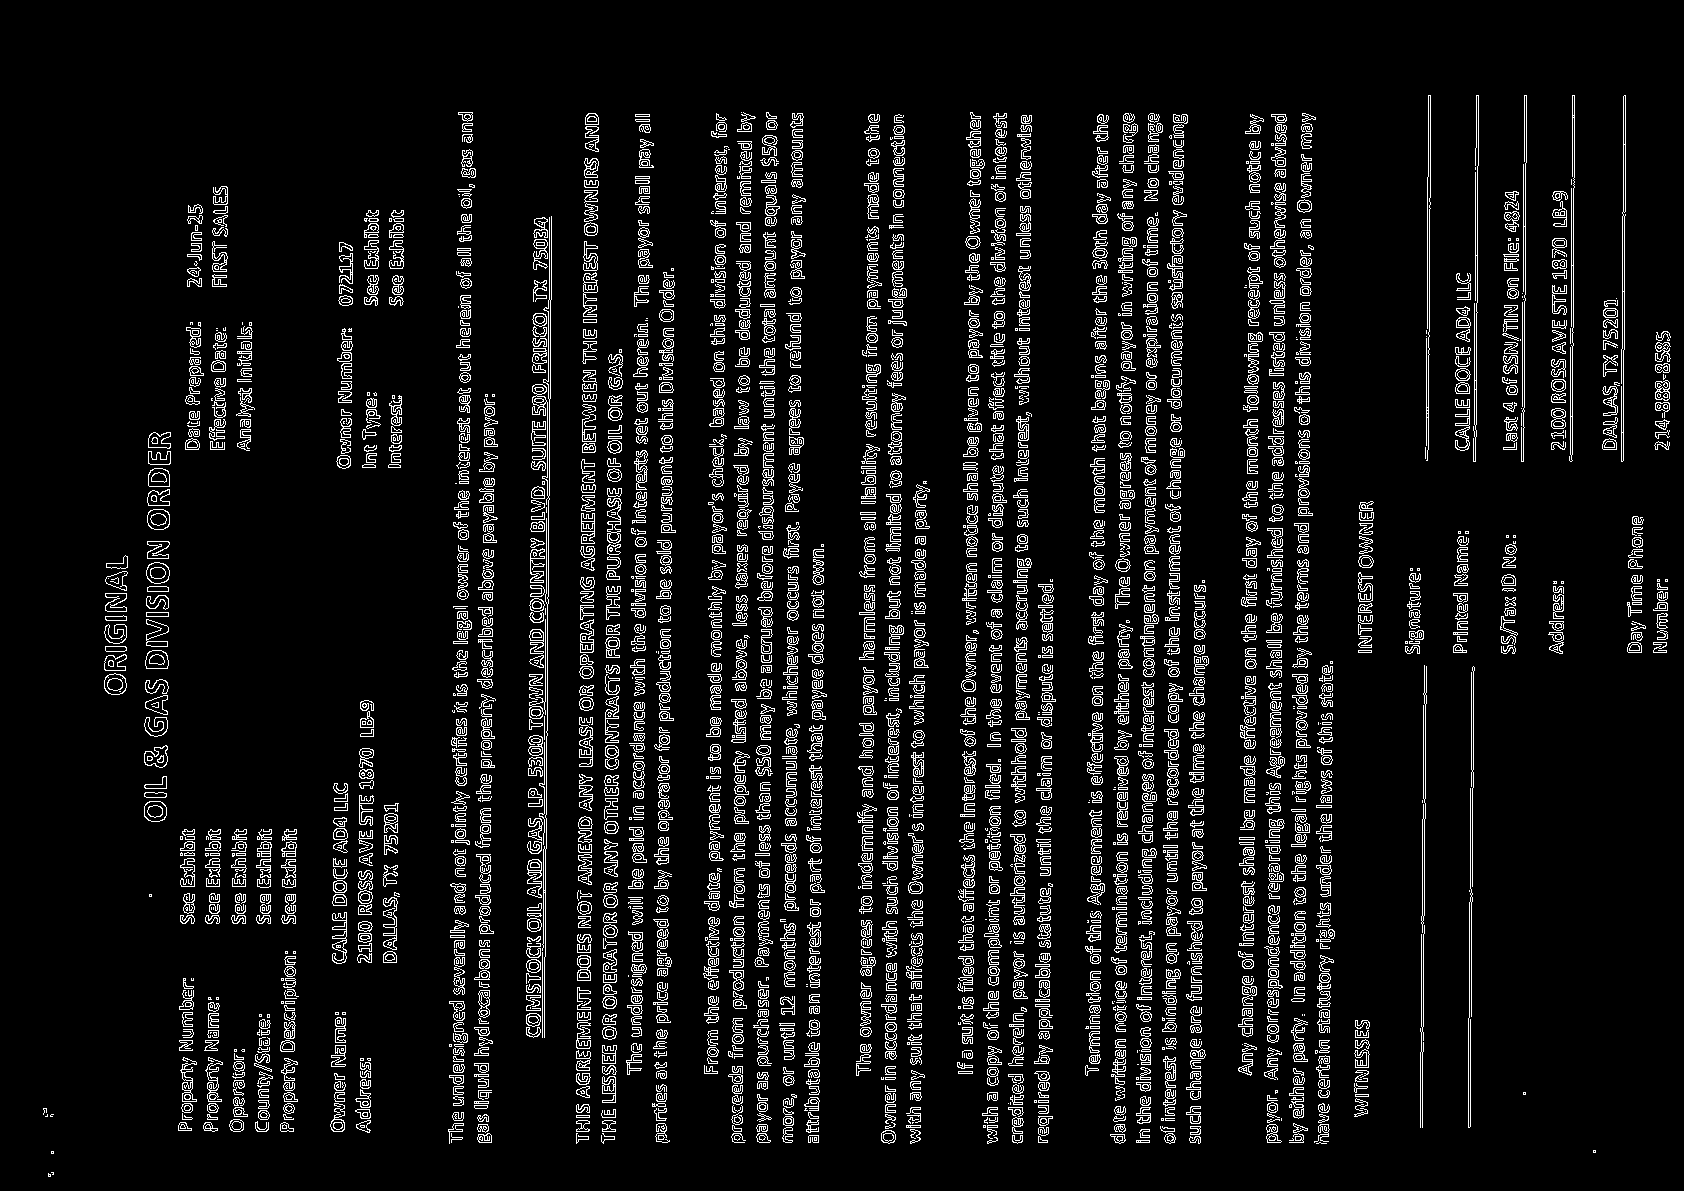 ORIGINAL
OIL & GAS DIVISION ORDER
Property Number: See Exhibit
Property Name: See Exhibit
Operator: See Exhibit
County/State: See Exhibit
Property Description: See Exhibit
Date Prepared: 24-Jun-25
Effective Date: FIRST SALES
Analyst Initials:
Owner Name: CALLE DOCE AD4 LLC
Address: 2100 ROSS AVE STE 1870 LB-9
DALLAS, TX 75201
Owner Number: 072117
Int Type: See Exhibit
Interest: See Exhibit
The undersigned severally and not jointly certifies it is the legal owner of the interest set out herein of all the oil, gas and
gas liquid hydrocarbons produced from the property described above payable by payor:
COMSTOCK OIL AND GAS, LP, 5300 TOWN AND COUNTRY BLVD., SUITE 500, FRISCO, TX 75034
THIS AGREEMENT DOES NOT AMEND ANY LEASE OR OPERATING AGREEMENT BETWEEN THE INTEREST OWNERS AND
THE LESSEE OR OPERATOR OR ANY OTHER CONTRACTS FOR THE PURCHASE OF OIL OR GAS.
The undersigned will be paid in accordance with the division of interests set out herein. The payor shall pay all
parties at the price agreed to by the operator for production to be sold pursuant to this Division Order.
From the effective date, payment is to be made monthly by payor's check, based on this division of interest, for
proceeds from production from the property listed above, less taxes required by law to be deducted and remitted by
payor as purchaser. Payments of less than $50 may be accrued before disbursement until the total amount equals $50 or
more, or until 12 months' proceeds accumulate, whichever occurs first. Payee agrees to refund to payor any amounts
attributable to an interest or part of interest that payee does not own.
The owner agrees to indemnify and hold payor harmless from all liability resulting from payments made to the
Owner in accordance with such division of interest, including but not limited to attorney fees or judgments in connection
with any suit that affects the Owner's interest to which payor is made a party.
If a suit is filed that affects the interest of the Owner, written notice shall be given to payor by the Owner together
with a copy of the complaint or petition filed. In the event of a claim or dispute that affect title to the division of interest
credited herein, payor is authorized to withhold payments accruing to such interest, without interest unless otherwise
required by applicable statute, until the claim or dispute is settled.
Termination of this Agreement is effective on the first day of the month that begins after the 30th day after the
date written notice of termination is received by either party. The Owner agrees to notify payor in writing of any change
in the division of interest, including changes of interest contingent on payment of money or expiration of time. No change
of interest is binding on payor until the recorded copy of the instrument of change or documents satisfactory evidencing
such change are furnished to payor at the time the change occurs.
Any change of interest shall be made effective on the first day of the month following receipt of such notice by
payor. Any correspondence regarding this Agreement shall be furnished to the addresses listed unless otherwise advised
by either party. In addition to the legal rights provided by the terms and provisions of this division order, an Owner may
have certain statutory rights under the laws of this state.
WITNESSES
INTEREST OWNER
Signature:
Printed Name: CALLE DOCE AD4 LLC
SS/Tax ID No.: Last 4 of SSN/TIN on File: 4824
Address: 2100 ROSS AVE STE 1870 LB-9
DALLAS, TX 75201
Day Time Phone
Number: 214-888-8585